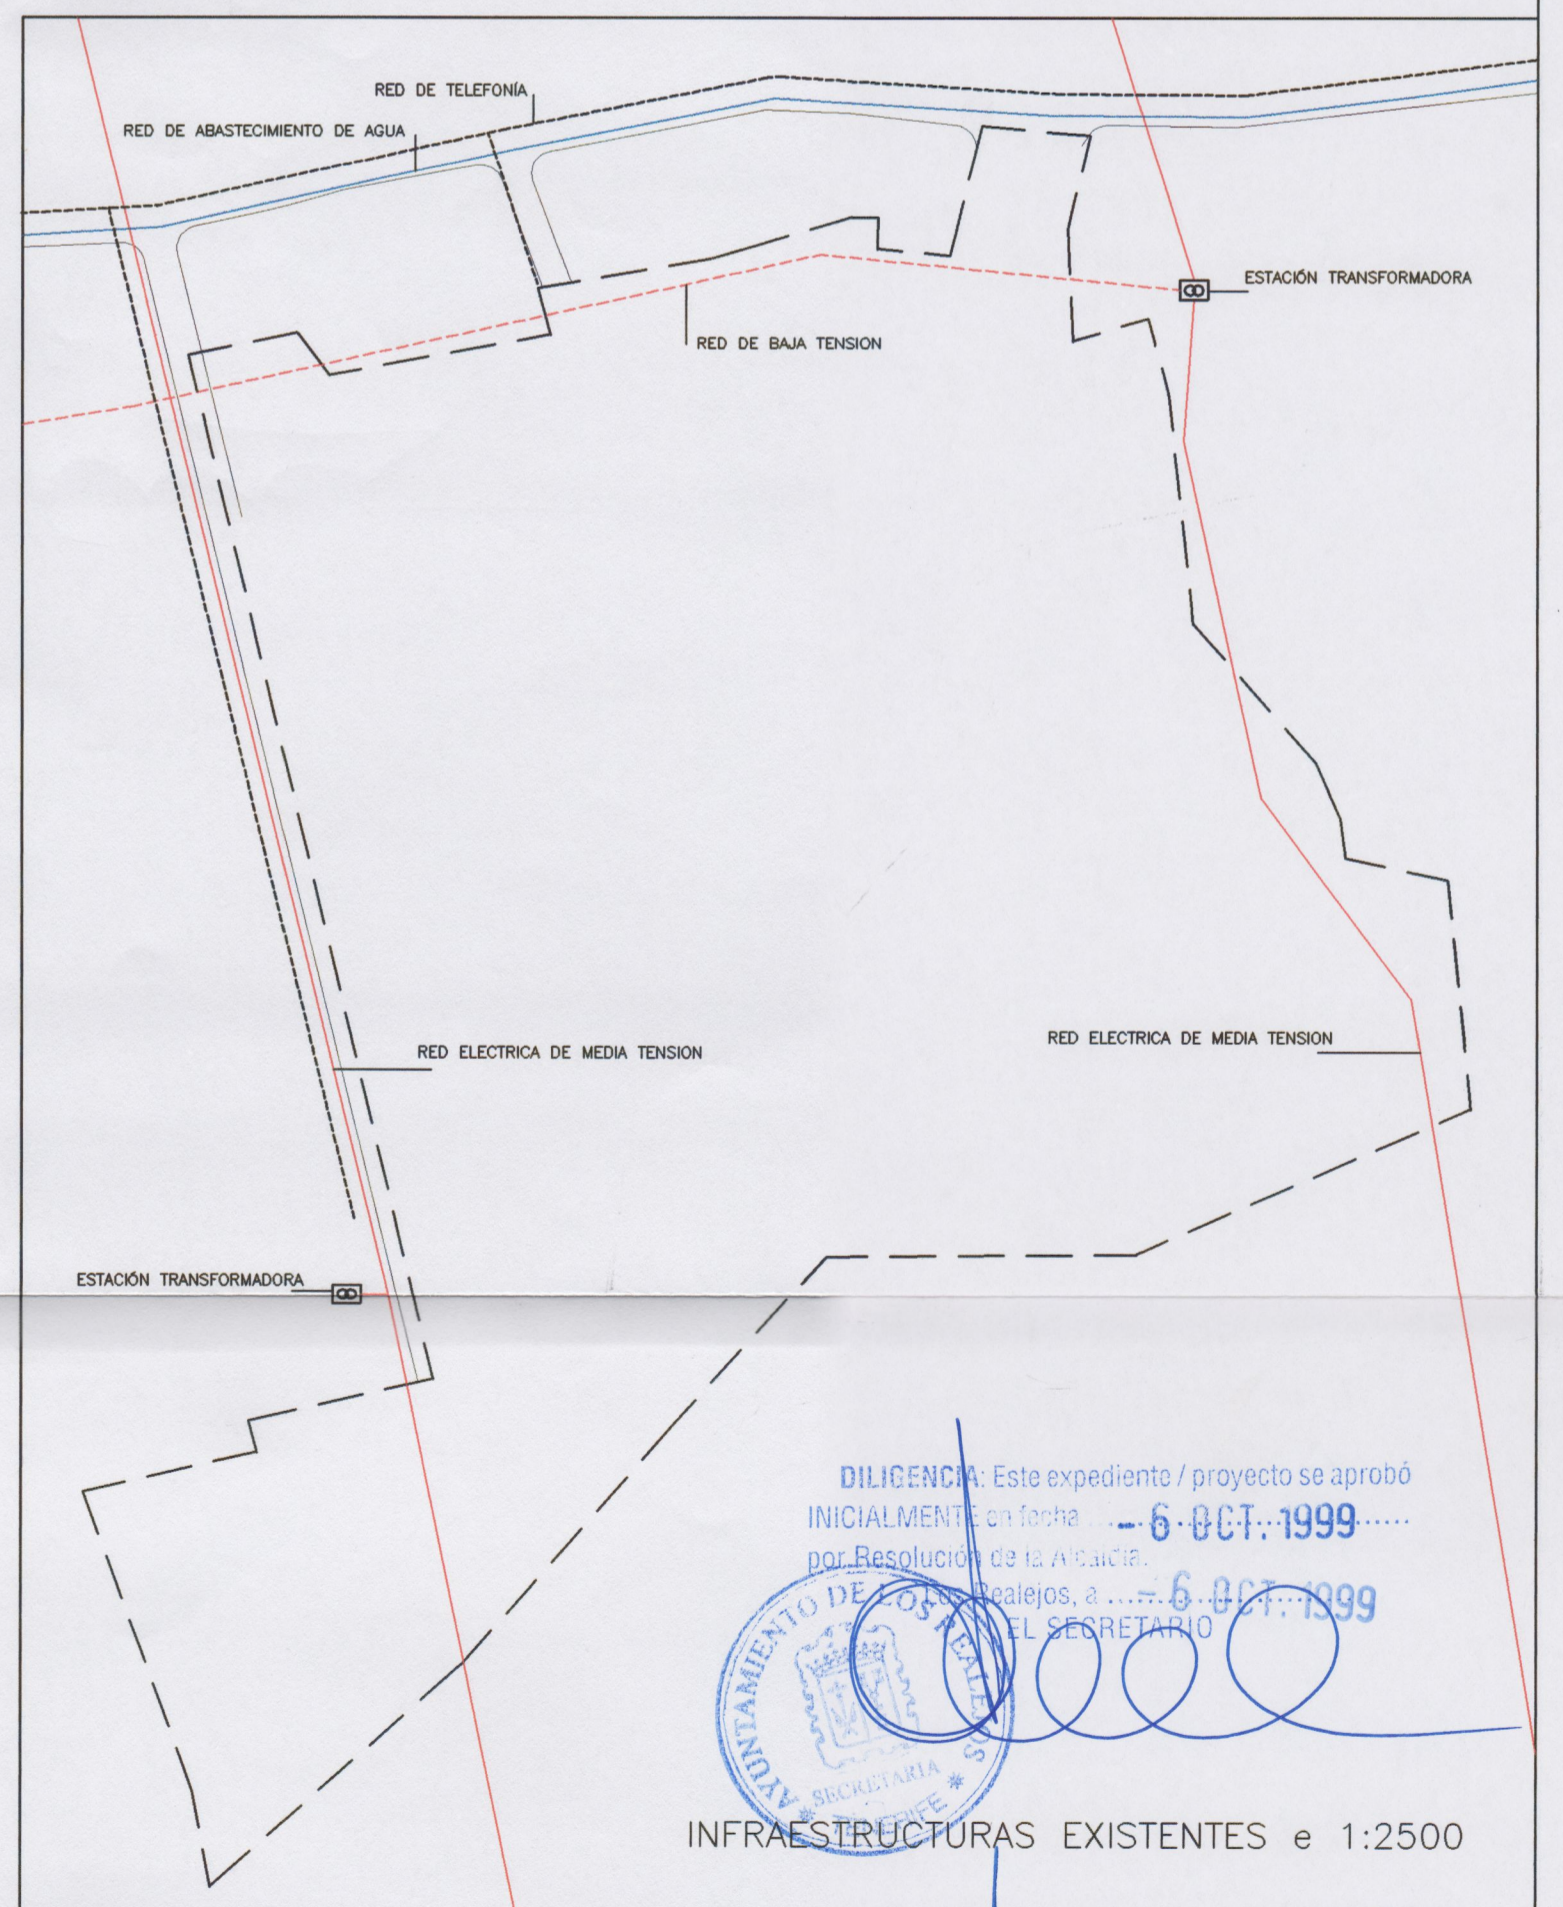 RED DE TELEFONÍA
RED DE ABASTECIMIENTO DE AGUA
ESTACIÓN TRANSFORMADORA
RED DE BAJA TENSION
RED ELECTRICA DE MEDIA TENSION
RED ELECTRICA DE MEDIA TENSION
ESTACIÓN TRANSFORMADORA
DILIGENCIA: Este expediente / proyecto se aprobó
INICIALMENTE en fecha ... - 6 OCT. 1999 ......
por Resolución de la Alcaldía.
Los Realejos, a ...... - 6 OCT. 1999
EL SECRETARIO
AYUNTAMIENTO DE LOS REALEJOS
SECRETARIA
* TENERIFE *
INFRAESTRUCTURAS EXISTENTES e 1:2500